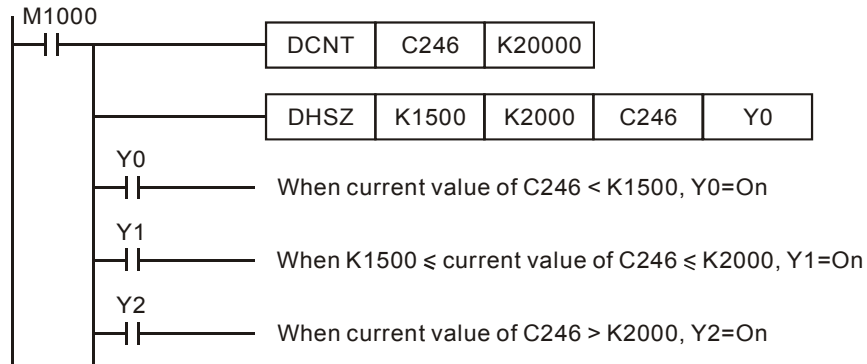 M1000
DCNT C246 K20000
DHSZ K1500 K2000 C246 Y0
Y0
When current value of C246 < K1500, Y0=On
Y1
When K1500 ⩽ current value of C246 ⩽ K2000, Y1=On
Y2
When current value of C246 > K2000, Y2=On